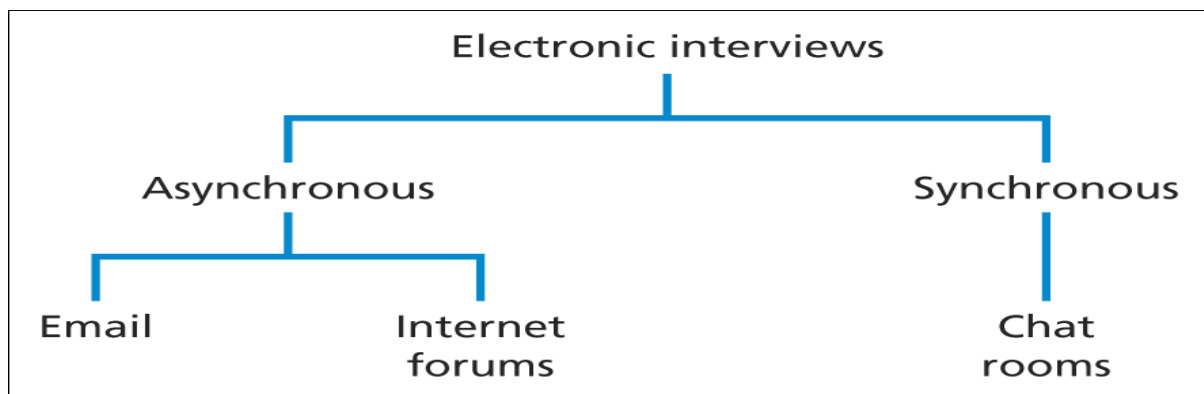 Electronic interviews
Asynchronous
Synchronous
Email
Internet
forums
Chat
rooms